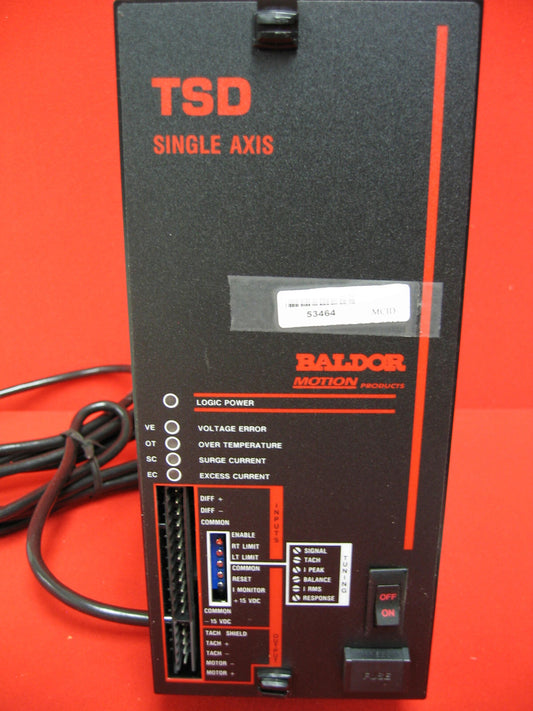 TSD
SINGLE AXIS
53464 MCID
BALDOR
MOTION PRODUCTS
LOGIC POWER
VE VOLTAGE ERROR
OT OVER TEMPERATURE
SC SURGE CURRENT
EC EXCESS CURRENT
DIFF +
DIFF -
COMMON
ENABLE
RT LIMIT
LT LIMIT
COMMON
RESET
I MONITOR
+ 15 VDC
COMMON
- 15 VDC
INPUTS
SIGNAL
TACH
I PEAK
BALANCE
I RMS
RESPONSE
TUNING
TACH SHIELD
TACH +
TACH -
MOTOR -
MOTOR +
OUTPUT
OFF
ON
FUSE